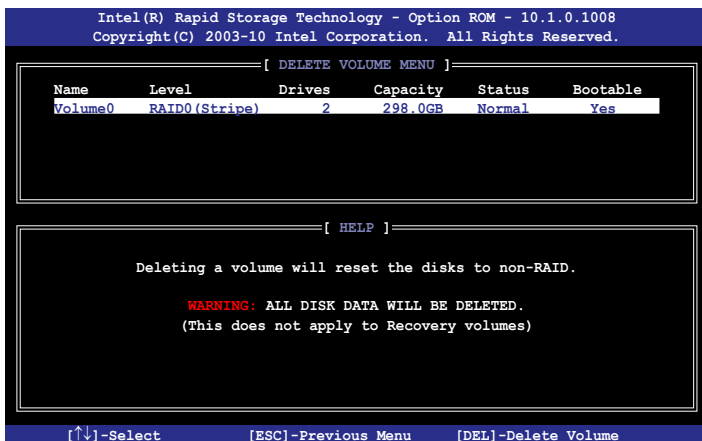 Intel(R) Rapid Storage Technology - Option ROM - 10.1.0.1008
Copyright(C) 2003-10 Intel Corporation. All Rights Reserved.
[ DELETE VOLUME MENU ]
Name Level Drives Capacity Status Bootable
Volume0 RAID0(Stripe) 2 298.0GB Normal Yes
[ HELP ]
Deleting a volume will reset the disks to non-RAID.
WARNING: ALL DISK DATA WILL BE DELETED.
(This does not apply to Recovery volumes)
[↑↓]-Select [ESC]-Previous Menu [DEL]-Delete Volume